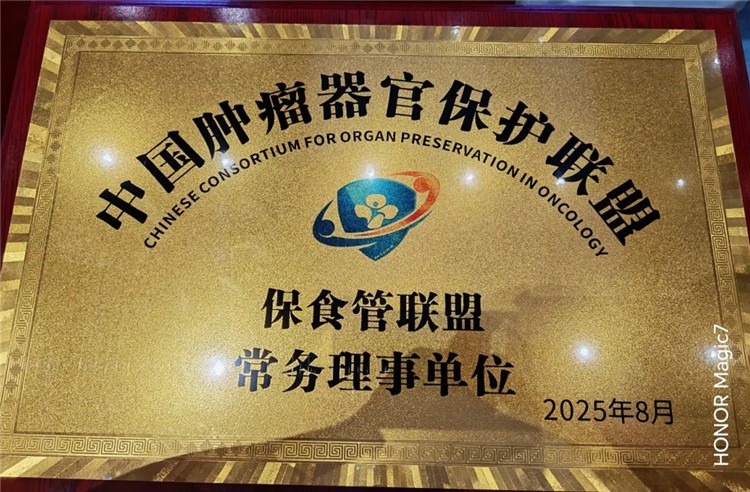 中国肿瘤器官保护联盟
CHINESE CONSORTIUM FOR ORGAN PRESERVATION IN ONCOLOGY
保食管联盟
常务理事单位
2025年8月
HONOR Magic7